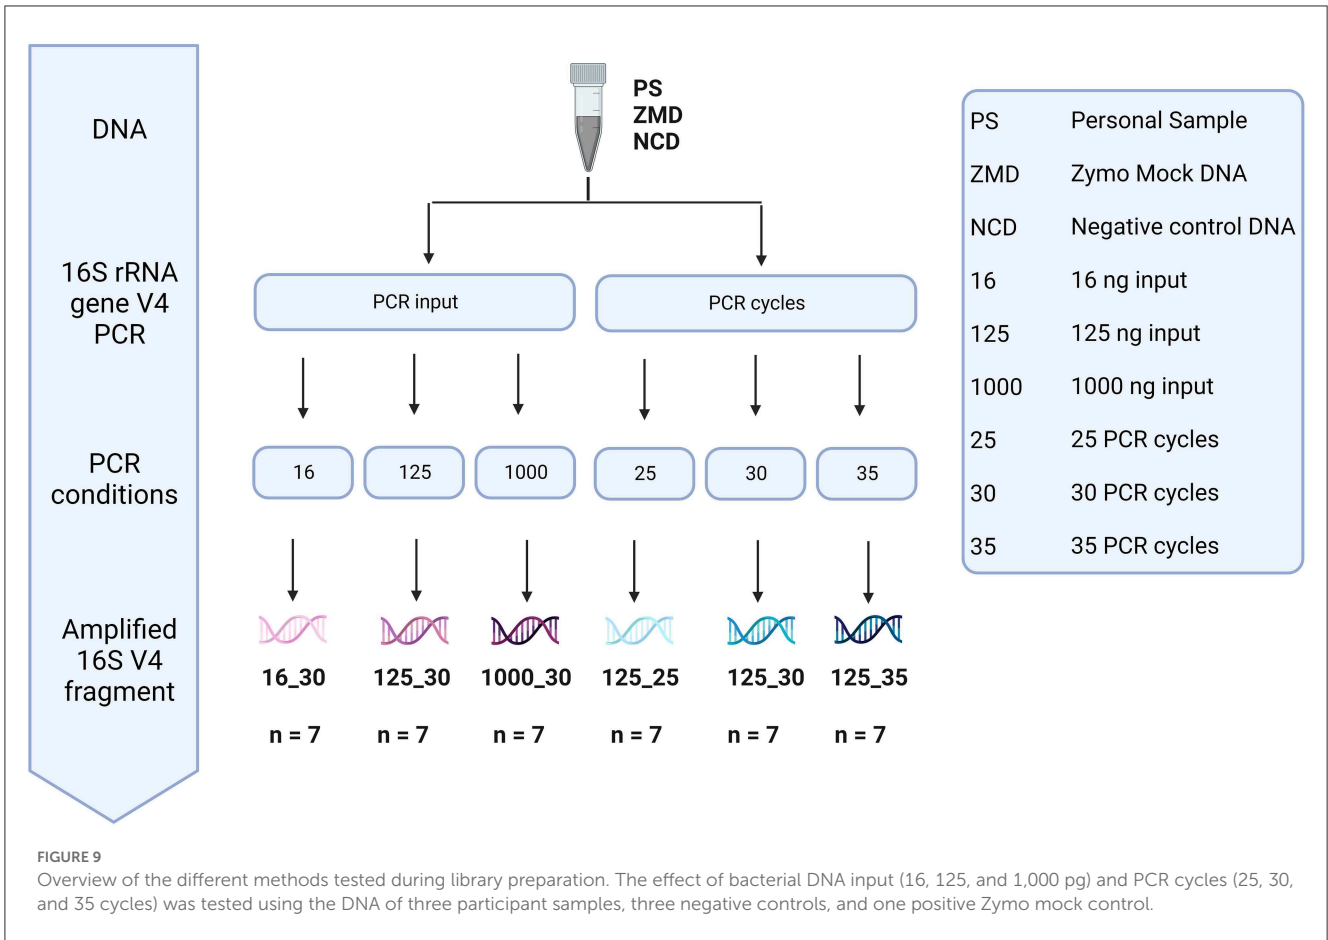 DNA
PS
ZMD
NCD
PS Personal Sample
ZMD Zymo Mock DNA
NCD Negative control DNA
16 16 ng input
125 125 ng input
1000 1000 ng input
25 25 PCR cycles
30 30 PCR cycles
35 35 PCR cycles
16S rRNA
gene V4
PCR
PCR input
PCR cycles
PCR
conditions
16
125
1000
25
30
35
Amplified
16S V4
fragment
16_30
125_30
1000_30
125_25
125_30
125_35
n = 7
n = 7
n = 7
n = 7
n = 7
n = 7
FIGURE 9
Overview of the different methods tested during library preparation. The effect of bacterial DNA input (16, 125, and 1,000 pg) and PCR cycles (25, 30,
and 35 cycles) was tested using the DNA of three participant samples, three negative controls, and one positive Zymo mock control.